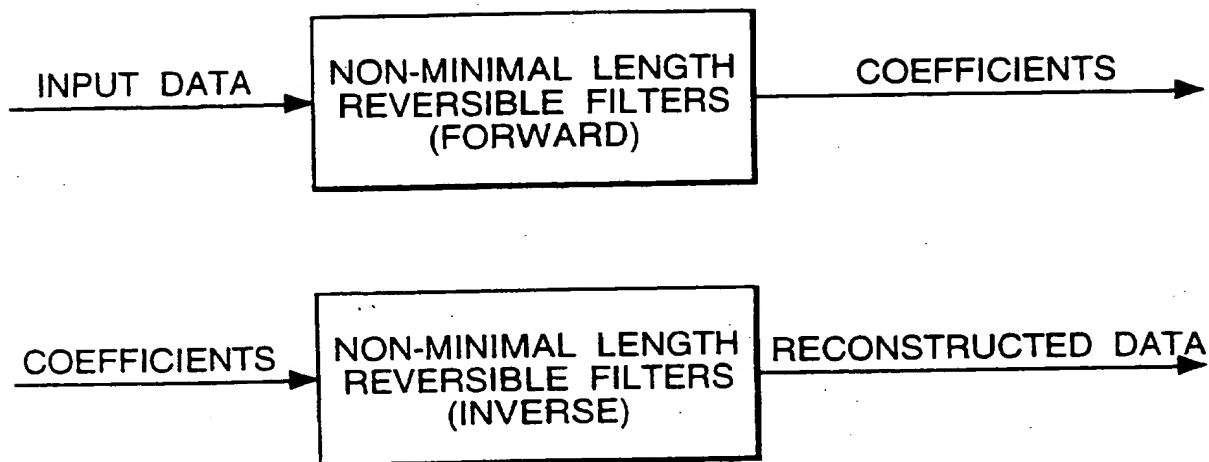 INPUT DATA
NON-MINIMAL LENGTH
REVERSIBLE FILTERS
(FORWARD)
COEFFICIENTS
COEFFICIENTS
NON-MINIMAL LENGTH
REVERSIBLE FILTERS
(INVERSE)
RECONSTRUCTED DATA